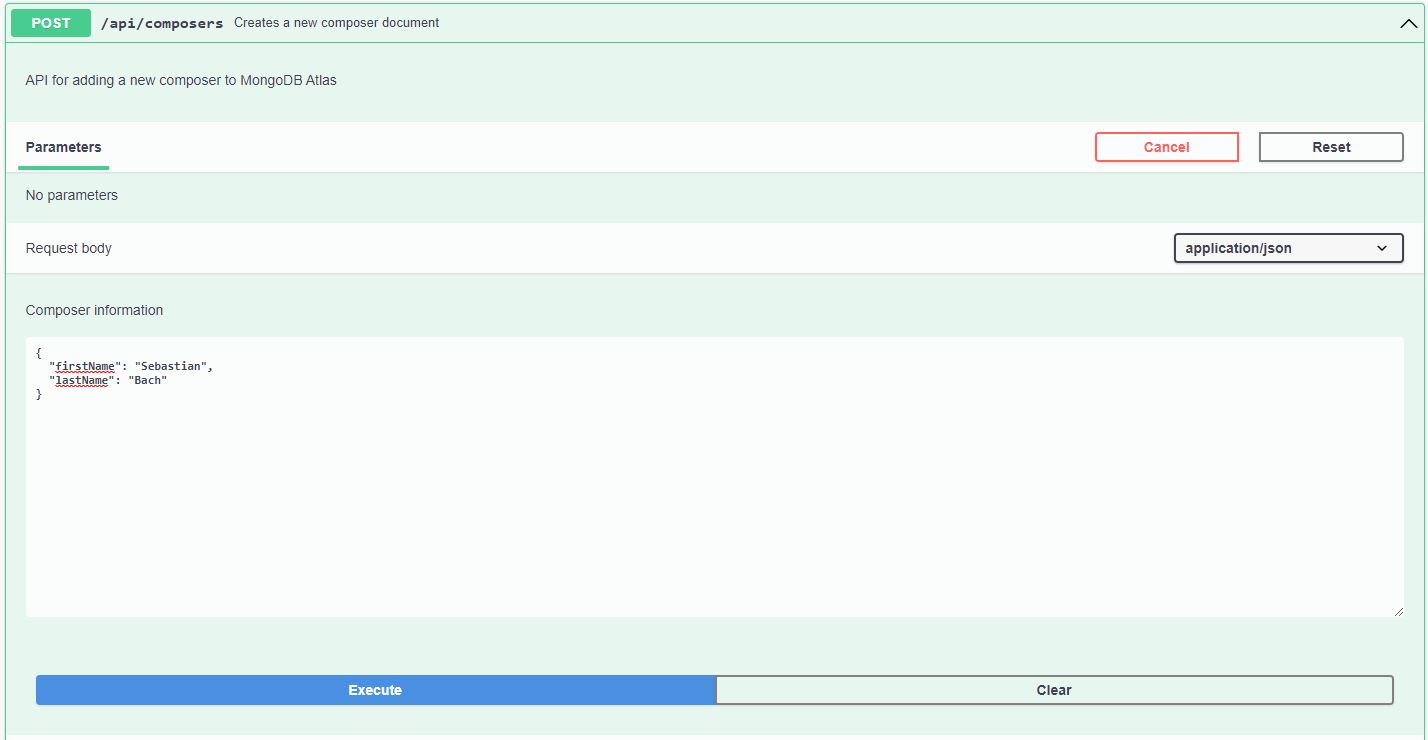 POST /api/composers Creates a new composer document
API for adding a new composer to MongoDB Atlas
Parameters Cancel Reset
No parameters
Request body application/json
Composer information
{
  "firstName": "Sebastian",
  "lastName": "Bach"
}
Execute Clear